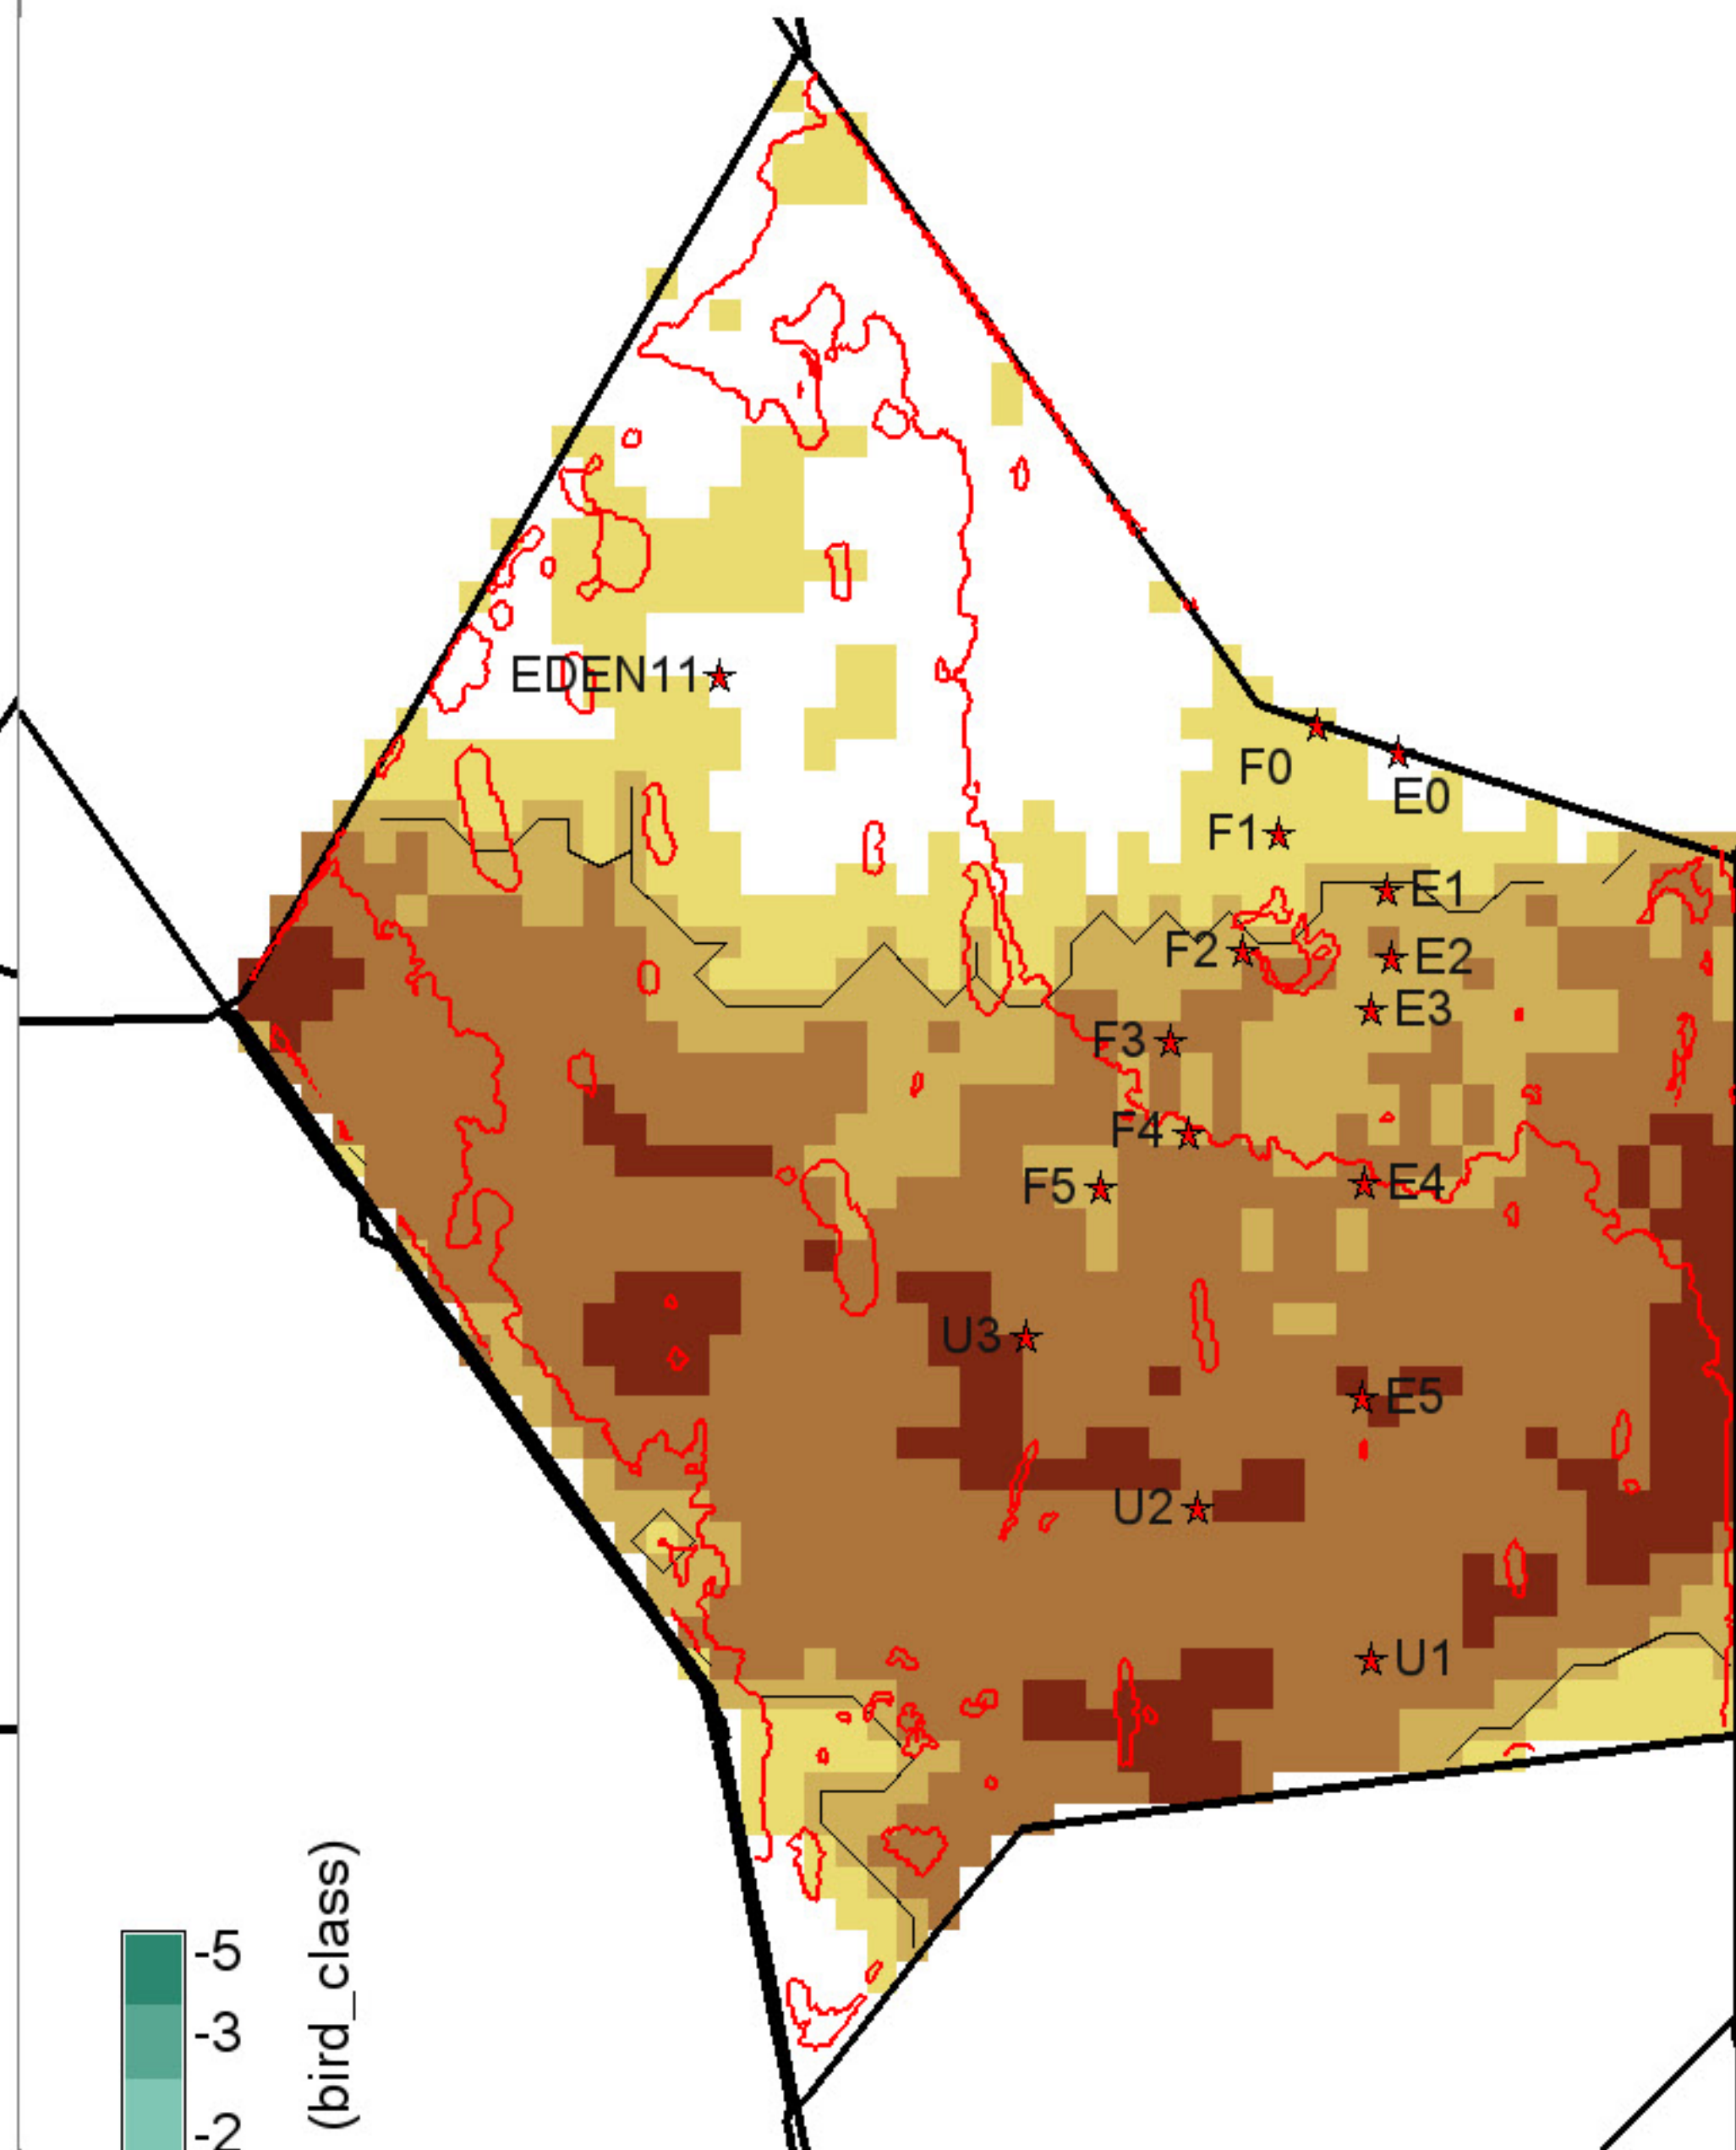 EDEN11
F0
E0
F1
E1
F2
E2
E3
F3
F4
E4
F5
U3
E5
U2
U1
(bird_class)
-5
-3
-2